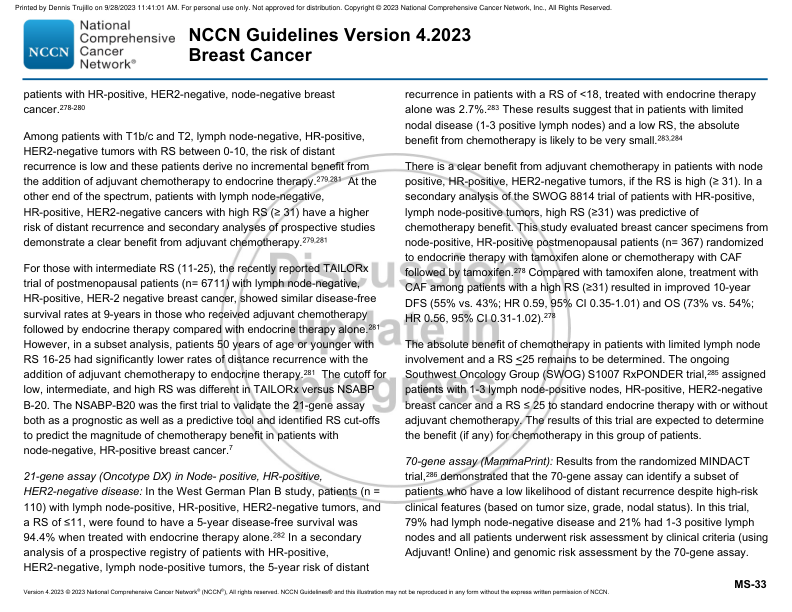 Printed by Dennis Trujillo on 9/28/2023 11:41:01 AM. For personal use only. Not approved for distribution. Copyright © 2023 National Comprehensive Cancer Network, Inc., All Rights Reserved.
NCCN
National
Comprehensive
Cancer
Network®
NCCN Guidelines Version 4.2023
Breast Cancer
patients with HR-positive, HER2-negative, node-negative breast
cancer.278-280
Among patients with T1b/c and T2, lymph node-negative, HR-positive,
HER2-negative tumors with RS between 0-10, the risk of distant
recurrence is low and these patients derive no incremental benefit from
the addition of adjuvant chemotherapy to endocrine therapy.279,281 At the
other end of the spectrum, patients with lymph node-negative,
HR-positive, HER2-negative cancers with high RS (≥ 31) have a higher
risk of distant recurrence and secondary analyses of prospective studies
demonstrate a clear benefit from adjuvant chemotherapy.279,281
For those with intermediate RS (11-25), the recently reported TAILORx
trial of postmenopausal patients (n= 6711) with lymph node-negative,
HR-positive, HER-2 negative breast cancer, showed similar disease-free
survival rates at 9-years in those who received adjuvant chemotherapy
followed by endocrine therapy compared with endocrine therapy alone.281
However, in a subset analysis, patients 50 years of age or younger with
RS 16-25 had significantly lower rates of distance recurrence with the
addition of adjuvant chemotherapy to endocrine therapy.281 The cutoff for
low, intermediate, and high RS was different in TAILORx versus NSABP
B-20. The NSABP-B20 was the first trial to validate the 21-gene assay
both as a prognostic as well as a predictive tool and identified RS cut-offs
to predict the magnitude of chemotherapy benefit in patients with
node-negative, HR-positive breast cancer.7
21-gene assay (Oncotype DX) in Node- positive, HR-positive,
HER2-negative disease: In the West German Plan B study, patients (n =
110) with lymph node-positive, HR-positive, HER2-negative tumors, and
a RS of ≤11, were found to have a 5-year disease-free survival was
94.4% when treated with endocrine therapy alone.282 In a secondary
analysis of a prospective registry of patients with HR-positive,
HER2-negative, lymph node-positive tumors, the 5-year risk of distant
recurrence in patients with a RS of <18, treated with endocrine therapy
alone was 2.7%.283 These results suggest that in patients with limited
nodal disease (1-3 positive lymph nodes) and a low RS, the absolute
benefit from chemotherapy is likely to be very small.283,284
There is a clear benefit from adjuvant chemotherapy in patients with node
positive, HR-positive, HER2-negative tumors, if the RS is high (≥ 31). In a
secondary analysis of the SWOG 8814 trial of patients with HR-positive,
lymph node-positive tumors, high RS (≥31) was predictive of
chemotherapy benefit. This study evaluated breast cancer specimens from
node-positive, HR-positive postmenopausal patients (n= 367) randomized
to endocrine therapy with tamoxifen alone or chemotherapy with CAF
followed by tamoxifen.278 Compared with tamoxifen alone, treatment with
CAF among patients with a high RS (≥31) resulted in improved 10-year
DFS (55% vs. 43%; HR 0.59, 95% CI 0.35-1.01) and OS (73% vs. 54%;
HR 0.56, 95% CI 0.31-1.02).278
The absolute benefit of chemotherapy in patients with limited lymph node
involvement and a RS ≤25 remains to be determined. The ongoing
Southwest Oncology Group (SWOG) S1007 RxPONDER trial,285 assigned
patients with 1-3 lymph node-positive nodes, HR-positive, HER2-negative
breast cancer and a RS ≤ 25 to standard endocrine therapy with or without
adjuvant chemotherapy. The results of this trial are expected to determine
the benefit (if any) for chemotherapy in this group of patients.
70-gene assay (MammaPrint): Results from the randomized MINDACT
trial,286 demonstrated that the 70-gene assay can identify a subset of
patients who have a low likelihood of distant recurrence despite high-risk
clinical features (based on tumor size, grade, nodal status). In this trial,
79% had lymph node-negative disease and 21% had 1-3 positive lymph
nodes and all patients underwent risk assessment by clinical criteria (using
Adjuvant! Online) and genomic risk assessment by the 70-gene assay.
Discussion
update in
progress
MS-33
Version 4.2023 © 2023 National Comprehensive Cancer Network® (NCCN®), All rights reserved. NCCN Guidelines® and this illustration may not be reproduced in any form without the express written permission of NCCN.